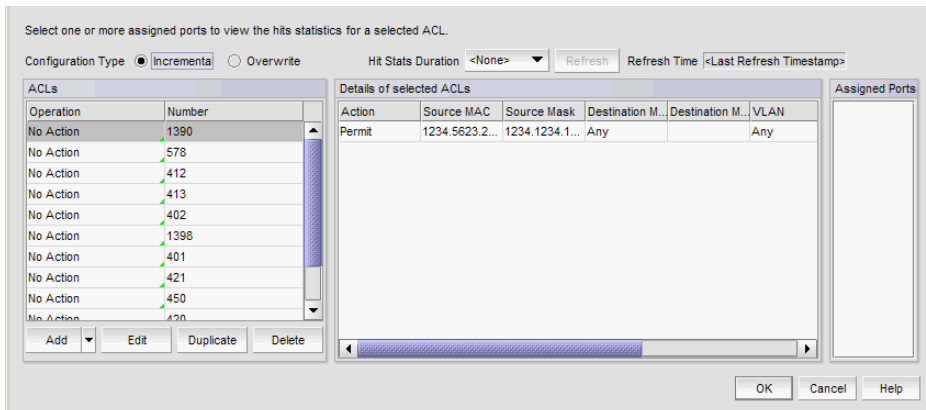 Select one or more assigned ports to view the hits statistics for a selected ACL.
Configuration Type Incremental Overwrite Hit Stats Duration <None> Refresh Refresh Time <Last Refresh Timestamp>
ACLs Details of selected ACLs Assigned Ports
Operation Number Action Source MAC Source Mask Destination M... Destination M... VLAN
No Action 1390 Permit 1234.5623.2... 1234.1234.1... Any Any
No Action 578
No Action 412
No Action 413
No Action 402
No Action 1398
No Action 401
No Action 421
No Action 450
No Action 420
Add Edit Duplicate Delete
OK Cancel Help